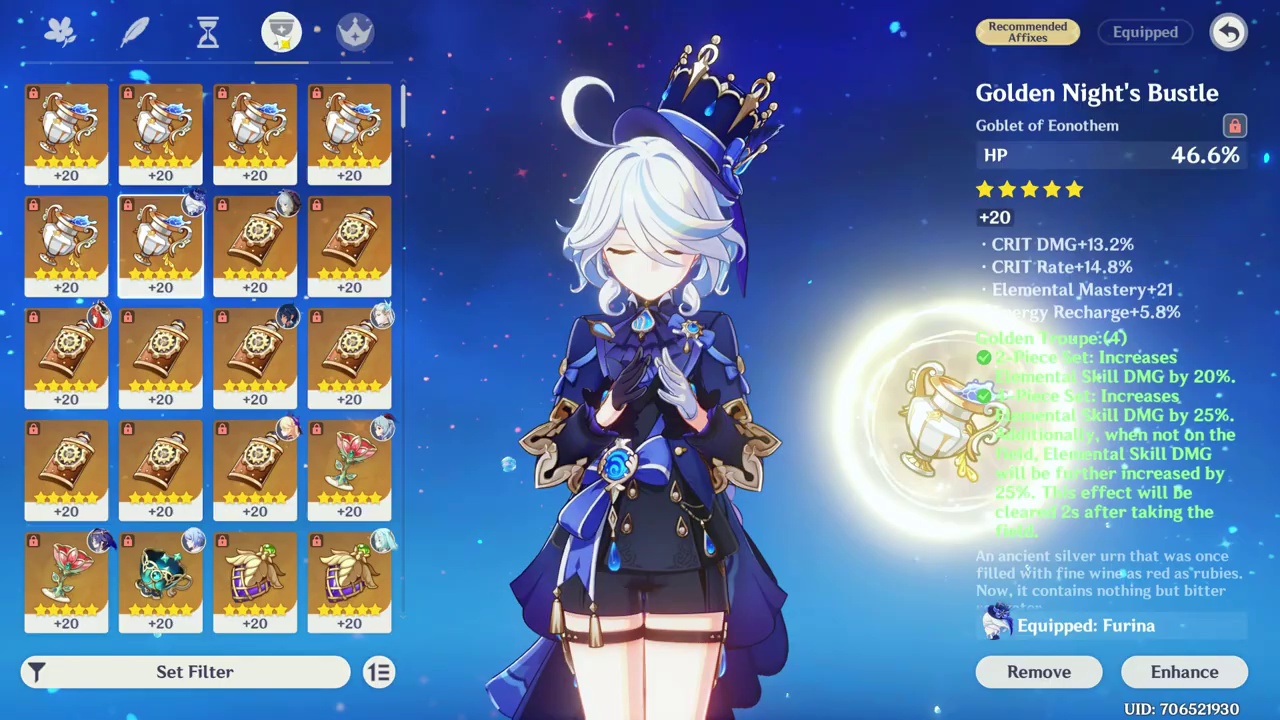 Recommended
Affixes
Equipped
Golden Night's Bustle
Goblet of Eonothem
HP 46.6%
+20
· CRIT DMG+13.2%
· CRIT Rate+14.8%
· Elemental Mastery+21
Energy Recharge+5.8%
Golden Troupe:(4)
2-Piece Set: Increases
Elemental Skill DMG by 20%.
4-Piece Set: Increases
Elemental Skill DMG by 25%.
Additionally, when not on the
field, Elemental Skill DMG
will be further increased by
25%. This effect will be
cleared 2s after taking the
field.
An ancient silver urn that was once
filled with fine wine as red as rubies.
Now, it contains nothing but bitter
Equipped: Furina
Remove
Enhance
UID: 706521930
+20 +20 +20 +20
+20 +20 +20 +20
+20 +20 +20 +20
+20 +20 +20 +20
+20 +20 +20 +20
Set Filter